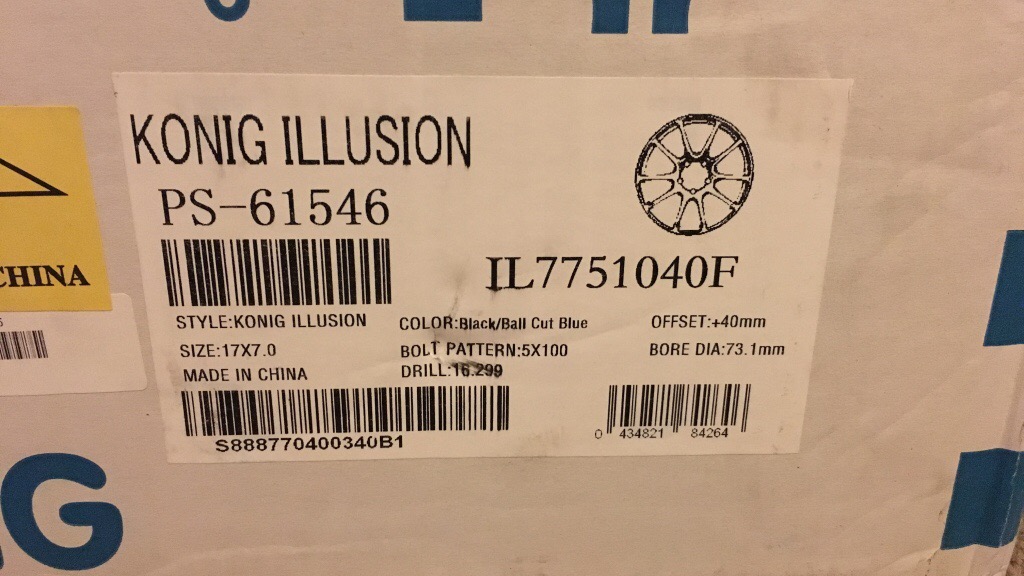 KONIG ILLUSION
PS-61546
IL7751040F
STYLE:KONIG ILLUSION COLOR:Black/Ball Cut Blue OFFSET:+40mm
SIZE:17X7.0 BOLT PATTERN:5X100 BORE DIA:73.1mm
MADE IN CHINA DRILL:16.299
S888770400340B1
0 434821 84264
CHINA
G